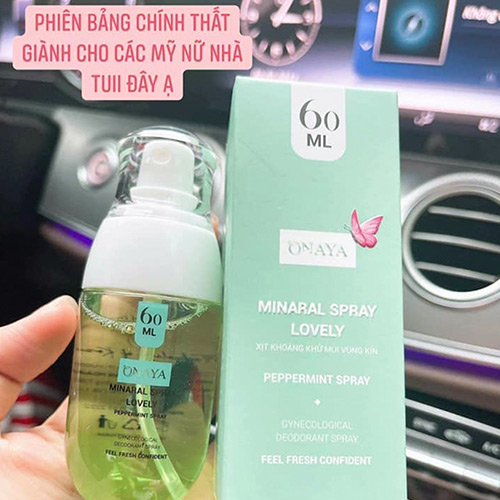 PHIÊN BẢNG CHÍNH THẤT
GIÀNH CHO CÁC MỸ NỮ NHÀ
TUII ĐÂY Ạ
60
ML
ONAYA
MINARAL SPRAY
LOVELY
XỊT KHOÁNG KHỬ MÙI VÙNG KÍN
PEPPERMINT SPRAY
+
GYNECOLOGICAL
DEODORANT SPRAY
FEEL FRESH CONFIDENT
60
ML
ONAYA
MINARAL SPRAY
LOVELY
PEPPERMINT SPRAY
GYNECOLOGICAL
DEODORANT SPRAY
FEEL FRESH CONFIDENT